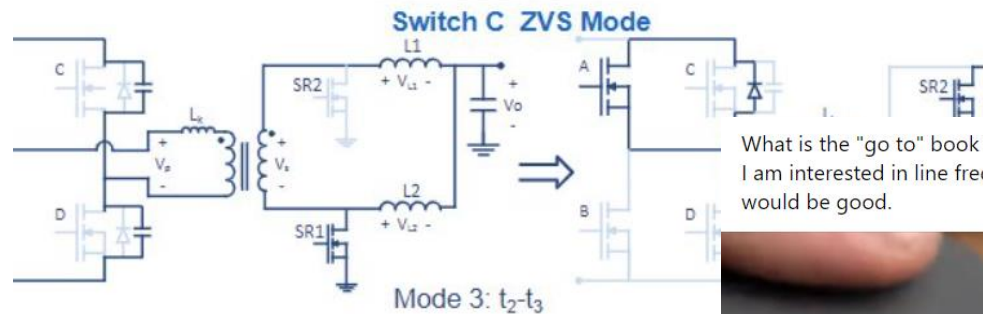 Switch C ZVS Mode
L1
C
SR2
+ VL1 -
+
Vo
-
Lk
+
Vp
-
+
Vs
-
L2
D
SR1
+ VL2 -
Mode 3: t2-t3
A
C
SR2
B
D
What is the "go to" book
I am interested in line fre
would be good.